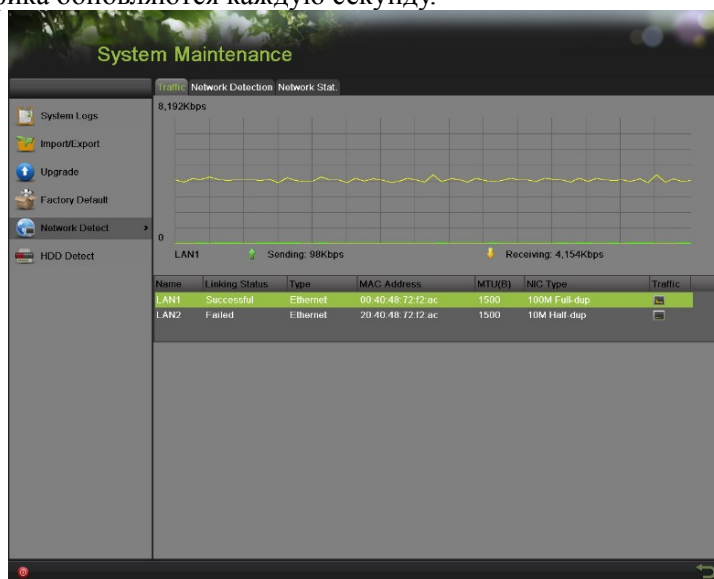 обновляются каждую секунду.
System Maintenance
Traffic Network Detection Network Stat.
System Logs
Import/Export
Upgrade
Factory Default
Network Detect
HDD Detect
8,192Kbps
0
LAN1 Sending: 98Kbps Receiving: 4,154Kbps
Name Linking Status Type MAC Address MTU(B) NIC Type Traffic
LAN1 Successful Ethernet 00:40:48:72:f2:ac 1500 100M Full-dup
LAN2 Failed Ethernet 20:40:48:72:f2:ac 1500 10M Half-dup